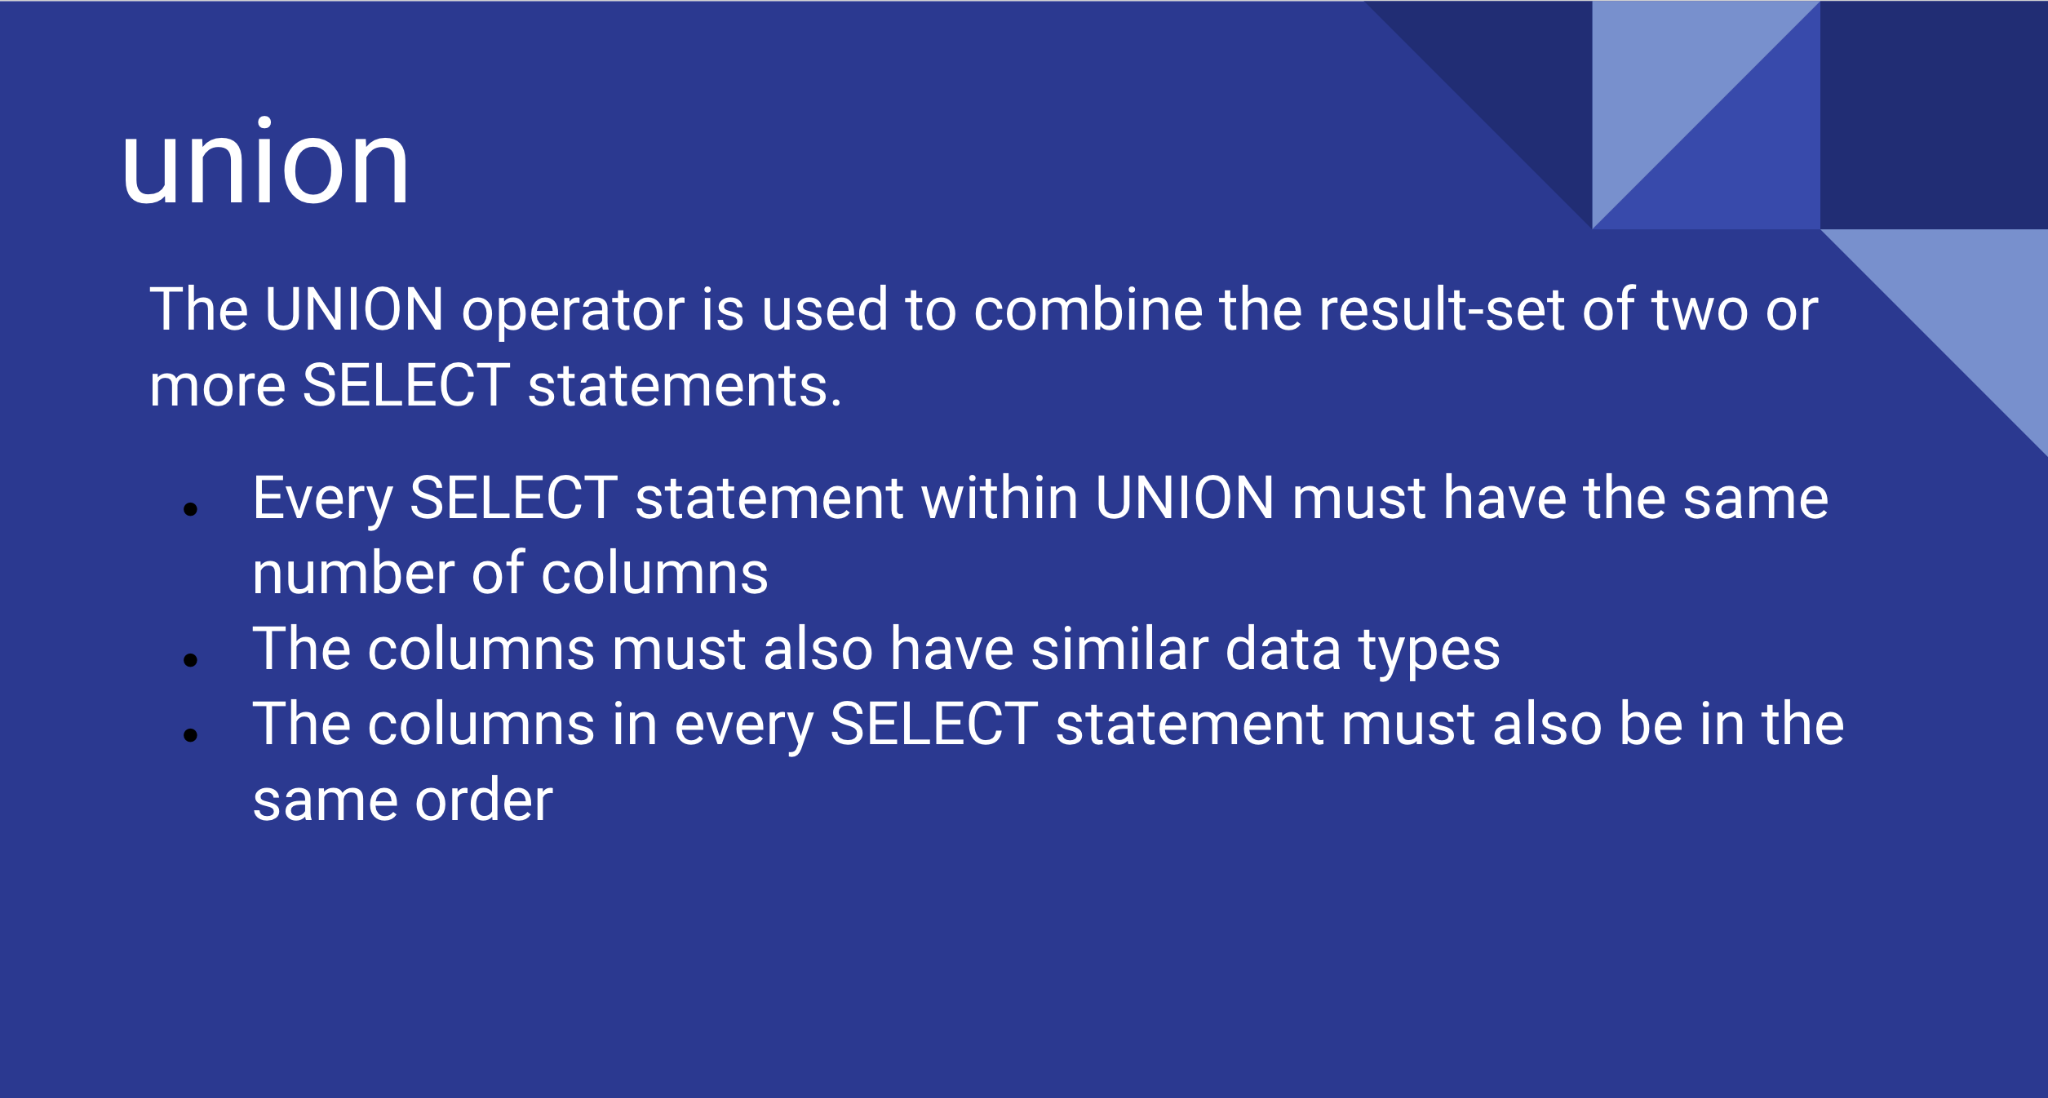 union
The UNION operator is used to combine the result-set of two or
more SELECT statements.
• Every SELECT statement within UNION must have the same
number of columns
• The columns must also have similar data types
• The columns in every SELECT statement must also be in the
same order